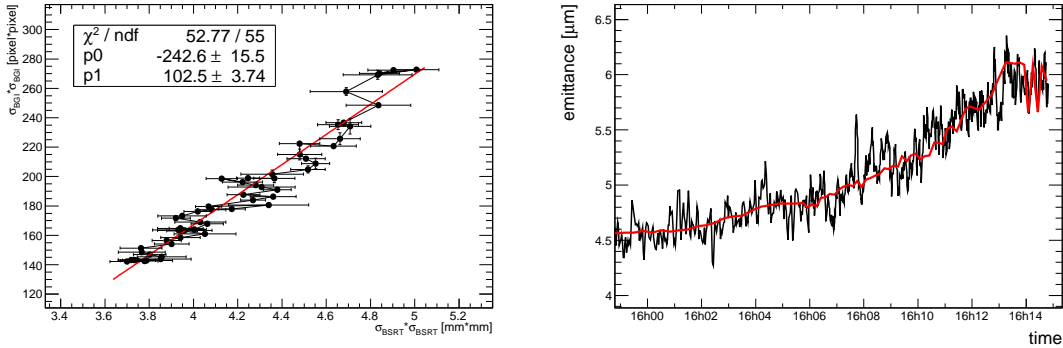 σBGI*σBGI [pixel*pixel]
320
300
280
260
240
220
200
180
160
140
120
χ² / ndf 52.77 / 55
p0 -242.6 ± 15.5
p1 102.5 ± 3.74
3.4 3.6 3.8 4 4.2 4.4 4.6 4.8 5 5.2
σBSRT*σBSRT [mm*mm]
emittance [μm]
6.5
6
5.5
5
4.5
4
16h00 16h02 16h04 16h06 16h08 16h10 16h12 16h14
time